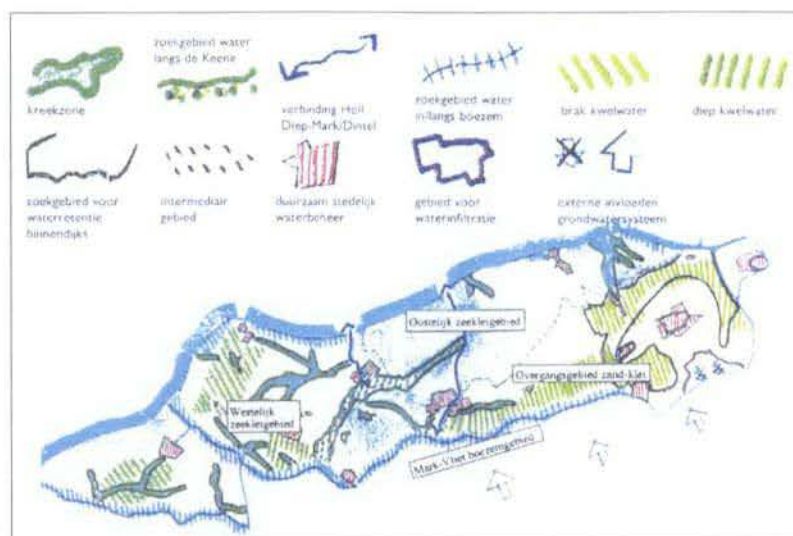 zoekgebied water
langs de Keene
kreekzone
verbinding Holl
Diep-Mark/Dintel
zoekgebied water
in/langs boezem
brak kwelwater
diep kwelwater
zoekgebied voor
waterretentie
binnendijks
intermediair
gebied
duurzaam stedelijk
waterbeheer
gebied voor
waterinfiltratie
externe invloeden
grondwatersysteem
Oostelijk zeekleigebied
Overgangsgebied zand-klei
Westelijk
zeekleigebied
Mark-Vliet boezemgebied